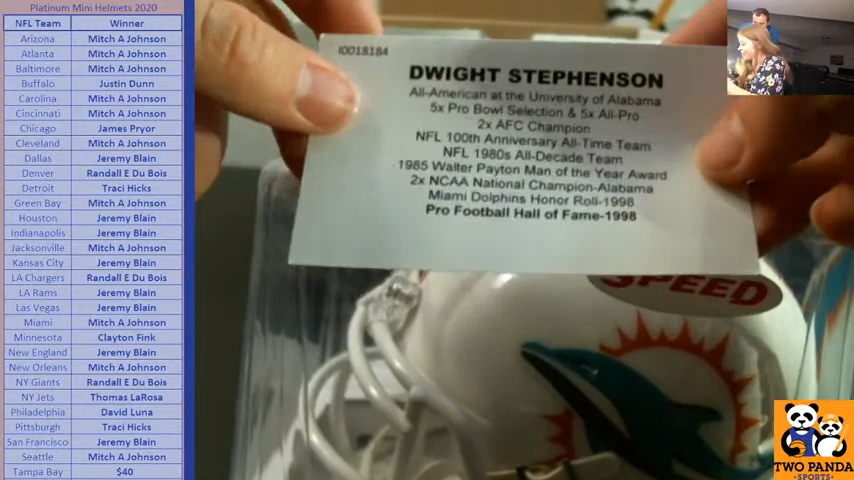 Platinum Mini Helmets 2020
NFL Team Winner
Arizona Mitch A Johnson
Atlanta Mitch A Johnson
Baltimore Mitch A Johnson
Buffalo Justin Dunn
Carolina Mitch A Johnson
Cincinnati Mitch A Johnson
Chicago James Pryor
Cleveland Mitch A Johnson
Dallas Jeremy Blain
Denver Randall E Du Bois
Detroit Traci Hicks
Green Bay Mitch A Johnson
Houston Jeremy Blain
Indianapolis Jeremy Blain
Jacksonville Mitch A Johnson
Kansas City Jeremy Blain
LA Chargers Randall E Du Bois
LA Rams Jeremy Blain
Las Vegas Jeremy Blain
Miami Mitch A Johnson
Minnesota Clayton Fink
New England Jeremy Blain
New Orleans Mitch A Johnson
NY Giants Randall E Du Bois
NY Jets Thomas LaRosa
Philadelphia David Luna
Pittsburgh Traci Hicks
San Francisco Jeremy Blain
Seattle Mitch A Johnson
Tampa Bay $40
I0018184
DWIGHT STEPHENSON
All-American at the University of Alabama
5x Pro Bowl Selection & 5x All-Pro
2x AFC Champion
NFL 100th Anniversary All-Time Team
NFL 1980s All-Decade Team
1985 Walter Payton Man of the Year Award
2x NCAA National Champion-Alabama
Miami Dolphins Honor Roll-1998
Pro Football Hall of Fame-1998
SPEED
TWO PANDA
SPORTS